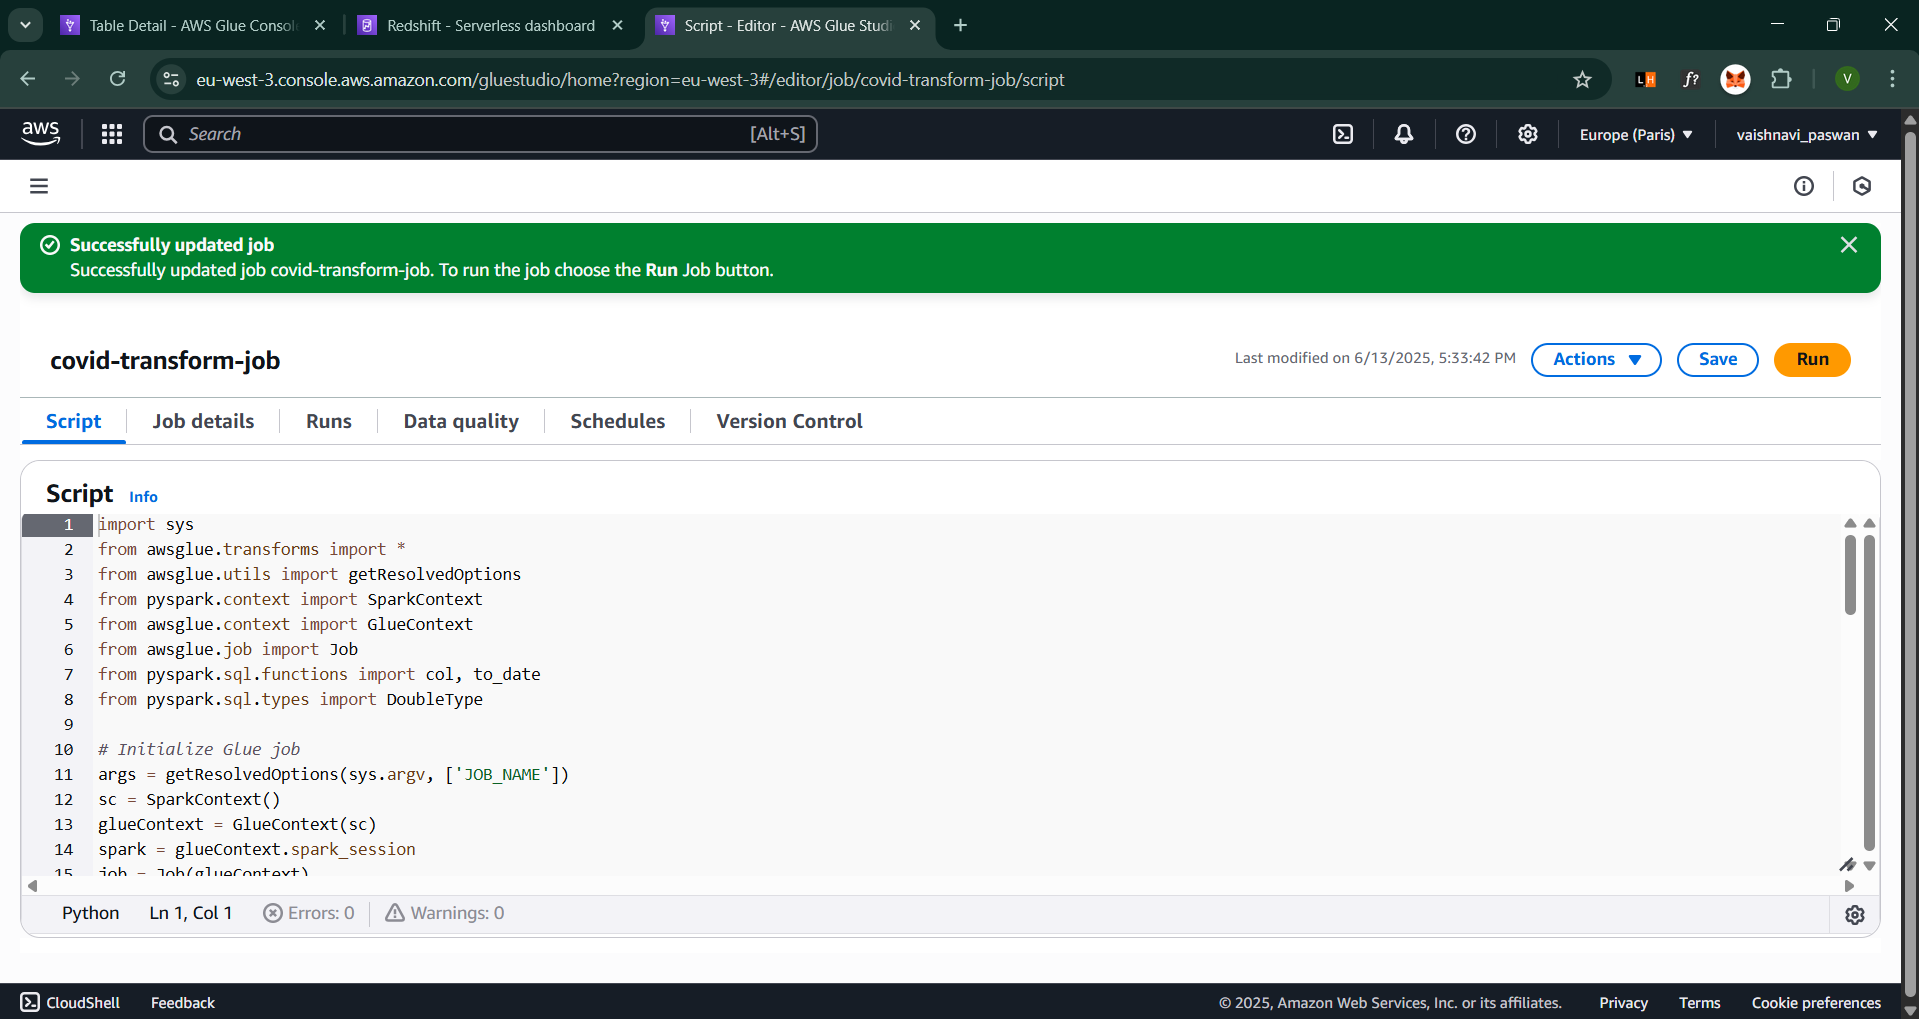 Table Detail - AWS Glue Consol
Redshift - Serverless dashboard
Script - Editor - AWS Glue Studi
eu-west-3.console.aws.amazon.com/gluestudio/home?region=eu-west-3#/editor/job/covid-transform-job/script
LH
f?
V
aws
Search
[Alt+S]
Europe (Paris)
vaishnavi_paswan
Successfully updated job
Successfully updated job covid-transform-job. To run the job choose the Run Job button.
covid-transform-job
Last modified on 6/13/2025, 5:33:42 PM
Actions
Save
Run
Script
Job details
Runs
Data quality
Schedules
Version Control
Script Info
1 import sys
2 from awsglue.transforms import *
3 from awsglue.utils import getResolvedOptions
4 from pyspark.context import SparkContext
5 from awsglue.context import GlueContext
6 from awsglue.job import Job
7 from pyspark.sql.functions import col, to_date
8 from pyspark.sql.types import DoubleType
9
10 # Initialize Glue job
11 args = getResolvedOptions(sys.argv, ['JOB_NAME'])
12 sc = SparkContext()
13 glueContext = GlueContext(sc)
14 spark = glueContext.spark_session
15 job = Job(glueContext)
Python
Ln 1, Col 1
Errors: 0
Warnings: 0
CloudShell
Feedback
© 2025, Amazon Web Services, Inc. or its affiliates.
Privacy
Terms
Cookie preferences